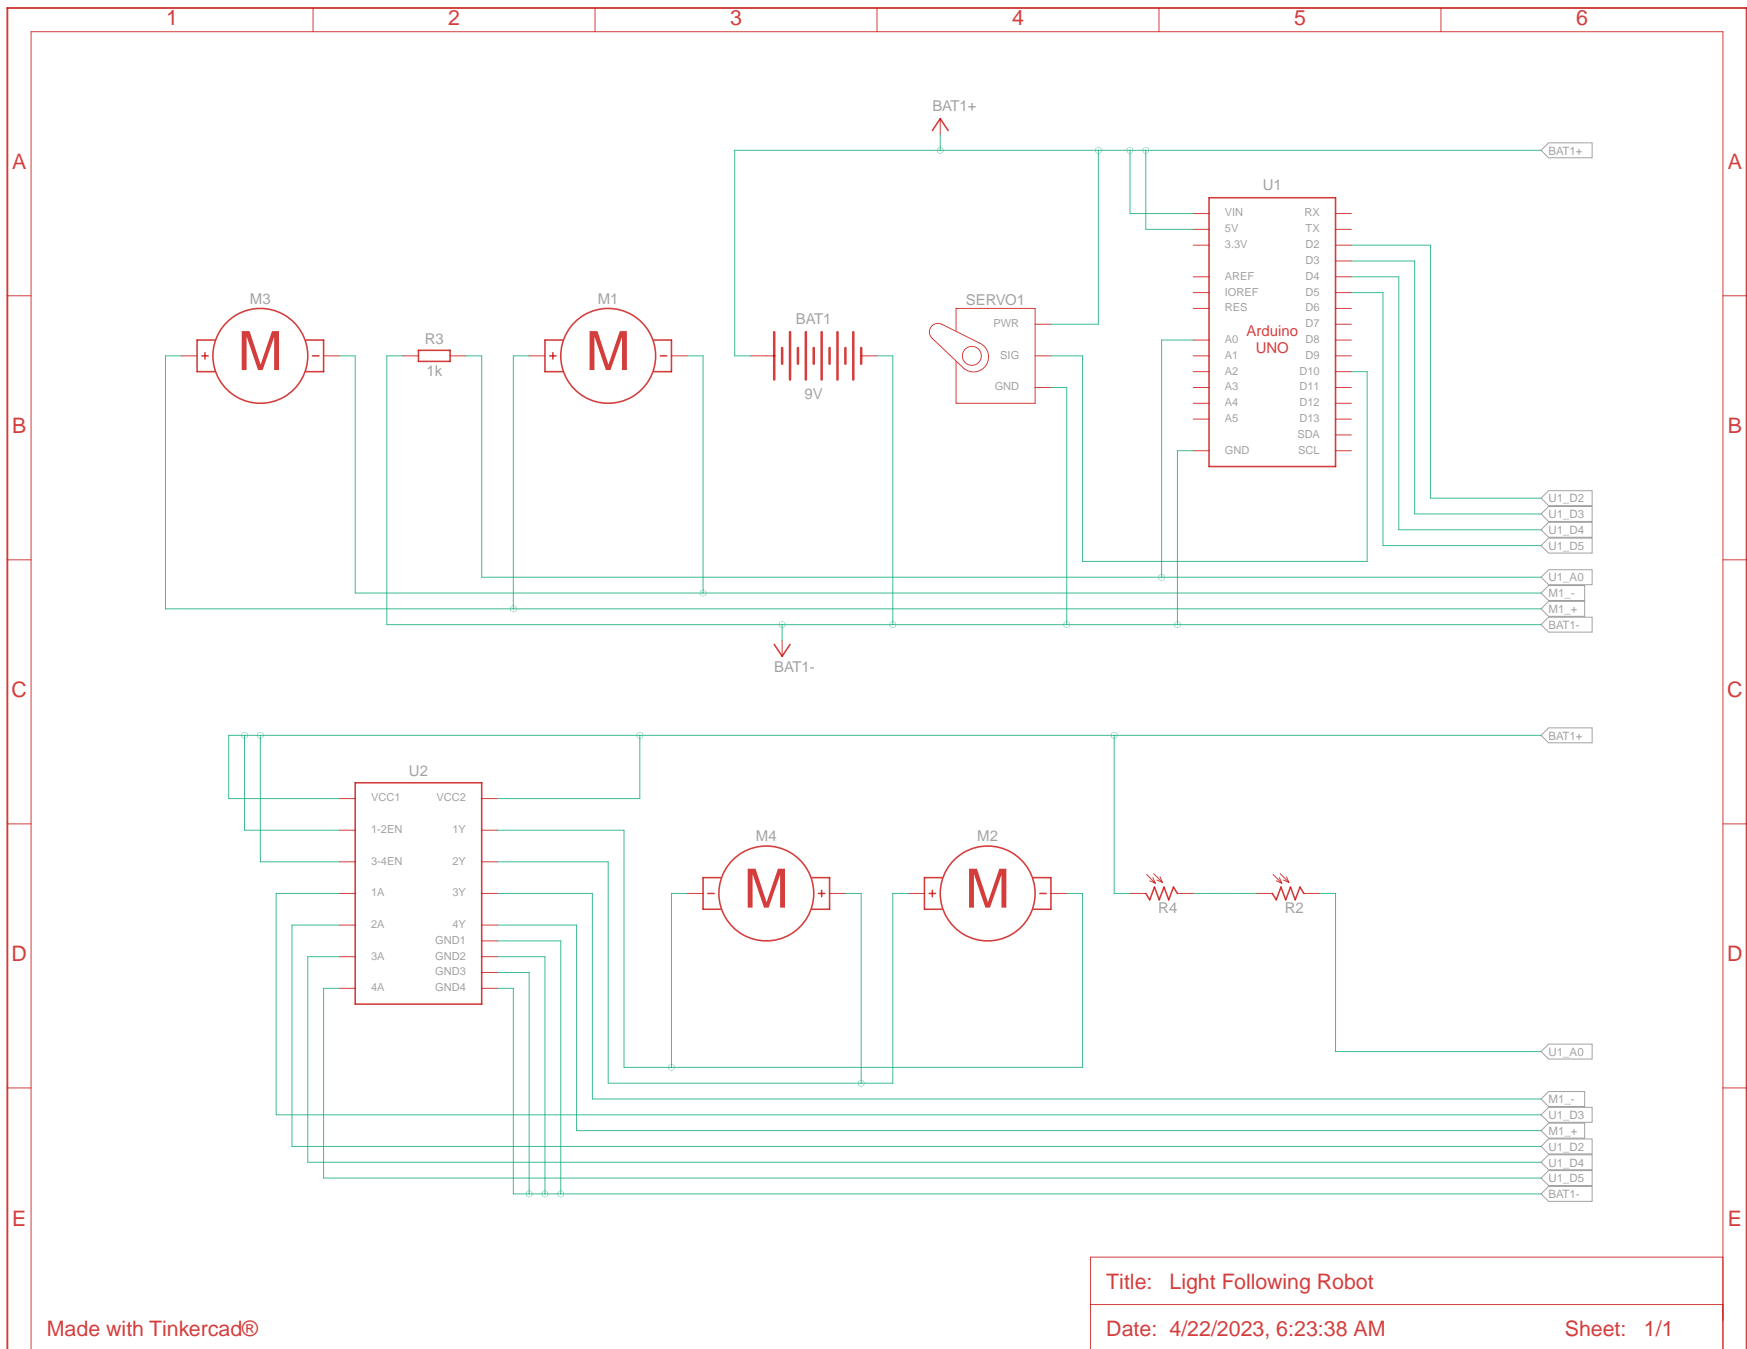 1 2 3 4 5 6
BAT1+
A BAT1+ A
U1
VIN RX
5V TX
3.3V D2
D3
AREF D4
IOREF D5
RES D6
D7
Arduino
UNO
A0 D8
A1 D9
A2 D10
A3 D11
A4 D12
A5 D13
SDA
GND SCL
M3
+ M -
R3
1k
M1
+ M -
BAT1
9V
SERVO1
PWR
SIG
GND
B B
U1_D2
U1_D3
U1_D4
U1_D5
U1_A0
M1_-
M1_+
BAT1-
BAT1-
C C
BAT1+
U2
VCC1 VCC2
1-2EN 1Y
3-4EN 2Y
1A 3Y
2A 4Y
GND1
3A GND2
GND3
4A GND4
M4
- M +
M2
+ M -
R4 R2
D D
U1_A0
M1_-
U1_D3
M1_+
U1_D2
U1_D4
U1_D5
BAT1-
E E
Title: Light Following Robot
Made with Tinkercad®
Date: 4/22/2023, 6:23:38 AM Sheet: 1/1